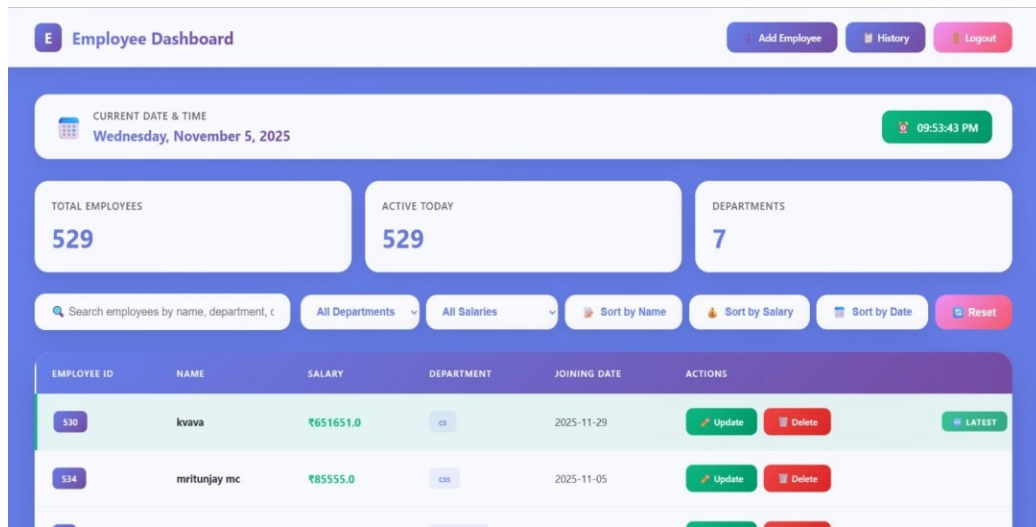 E Employee Dashboard Add Employee History Logout
CURRENT DATE & TIME
Wednesday, November 5, 2025
09:53:43 PM
TOTAL EMPLOYEES
529
ACTIVE TODAY
529
DEPARTMENTS
7
Search employees by name, department, c All Departments All Salaries Sort by Name Sort by Salary Sort by Date Reset
EMPLOYEE ID NAME SALARY DEPARTMENT JOINING DATE ACTIONS
530 kvava ₹651651.0 cs 2025-11-29 Update Delete LATEST
534 mritunjay mc ₹85555.0 css 2025-11-05 Update Delete